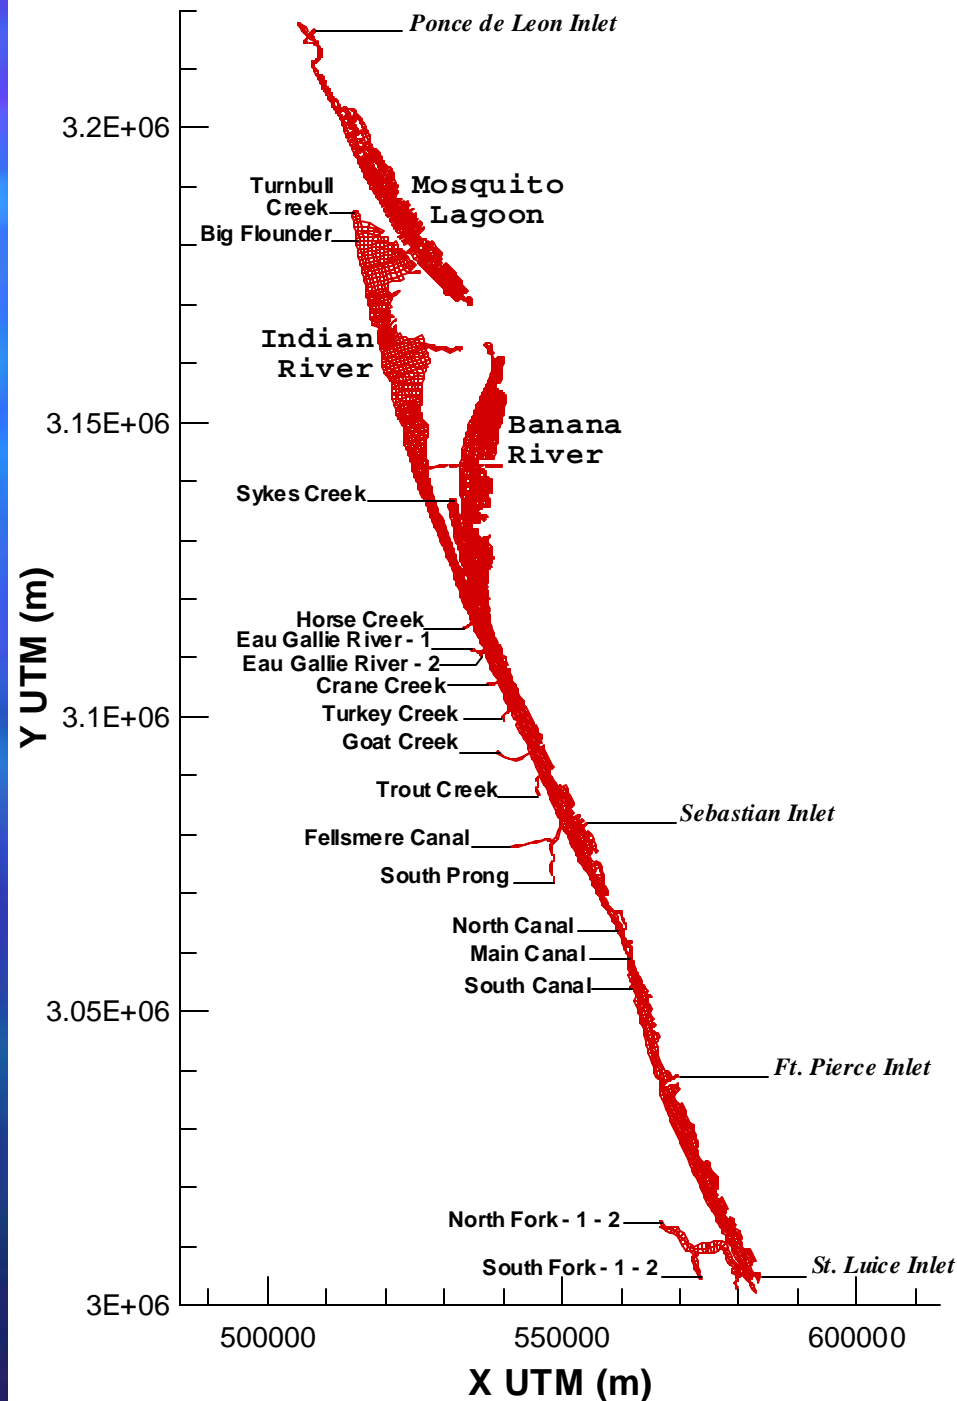 Ponce de Leon Inlet
3.2E+06
Turnbull
Creek
Mosquito
Lagoon
Big Flounder
Indian
River
3.15E+06
Banana
River
Sykes Creek
Y UTM (m)
Horse Creek
Eau Gallie River - 1
Eau Gallie River - 2
Crane Creek
3.1E+06
Turkey Creek
Goat Creek
Trout Creek
Sebastian Inlet
Fellsmere Canal
South Prong
North Canal
Main Canal
South Canal
3.05E+06
Ft. Pierce Inlet
North Fork - 1 - 2
South Fork - 1 - 2
St. Luice Inlet
3E+06
500000
550000
600000
X UTM (m)